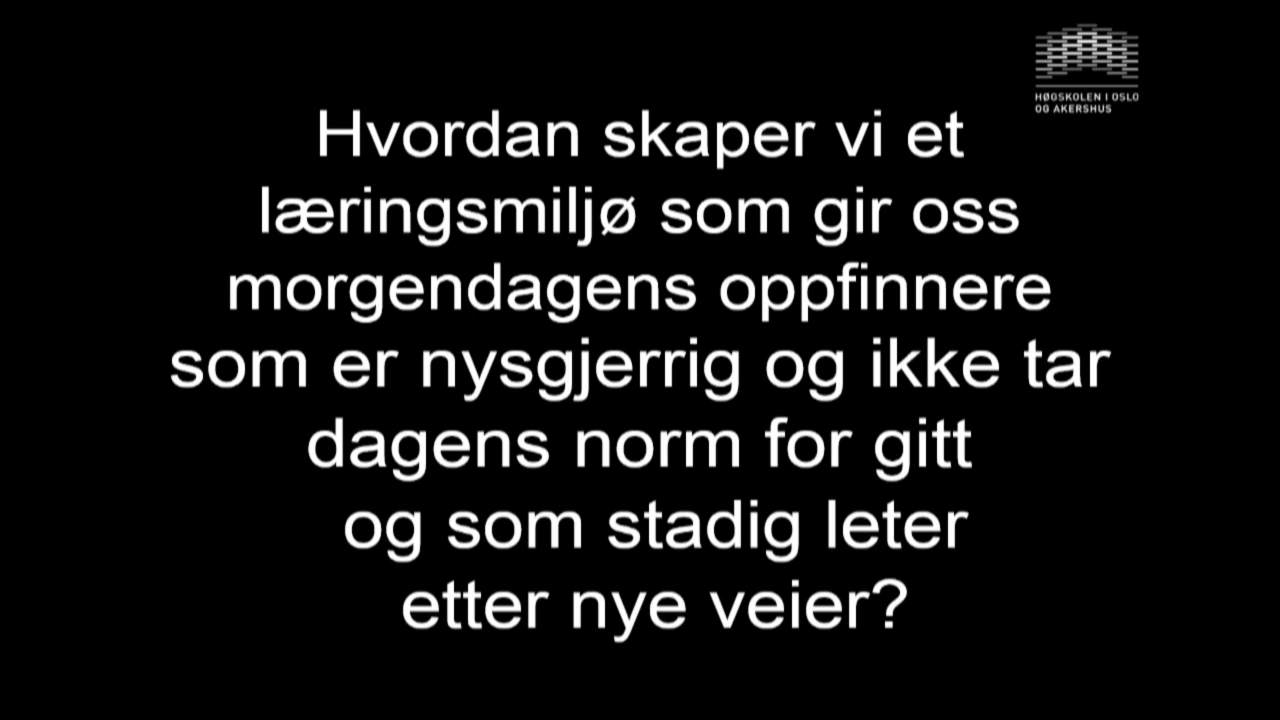 HØGSKOLEN I OSLO
OG AKERSHUS
Hvordan skaper vi et
læringsmiljø som gir oss
morgendagens oppfinnere
som er nysgjerrig og ikke tar
dagens norm for gitt
og som stadig leter
etter nye veier?